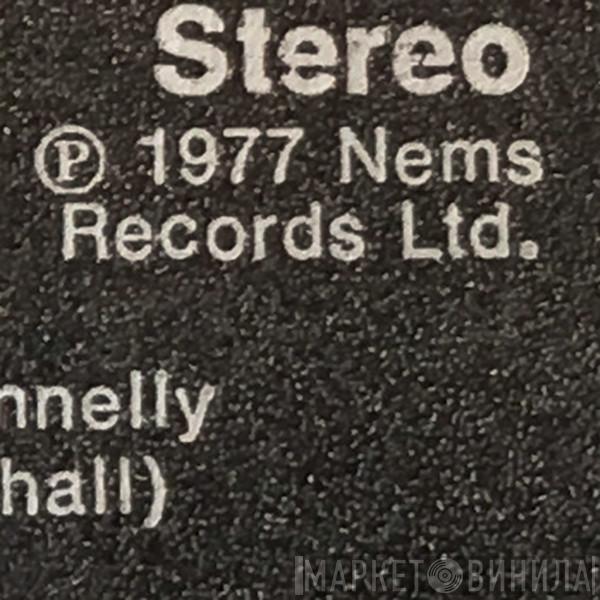 Stereo
℗ 1977 Nems
Records Ltd.
nnelly
hall)
МАРКЕТ ВИНИЛА